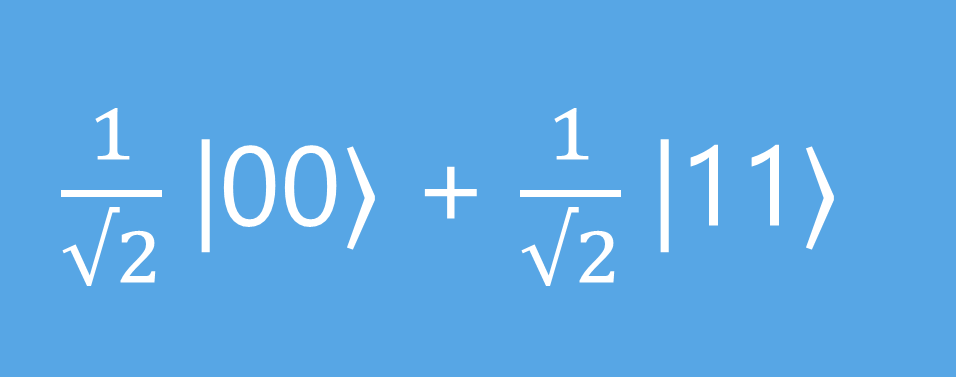 1/√2 |00⟩ + 1/√2 |11⟩